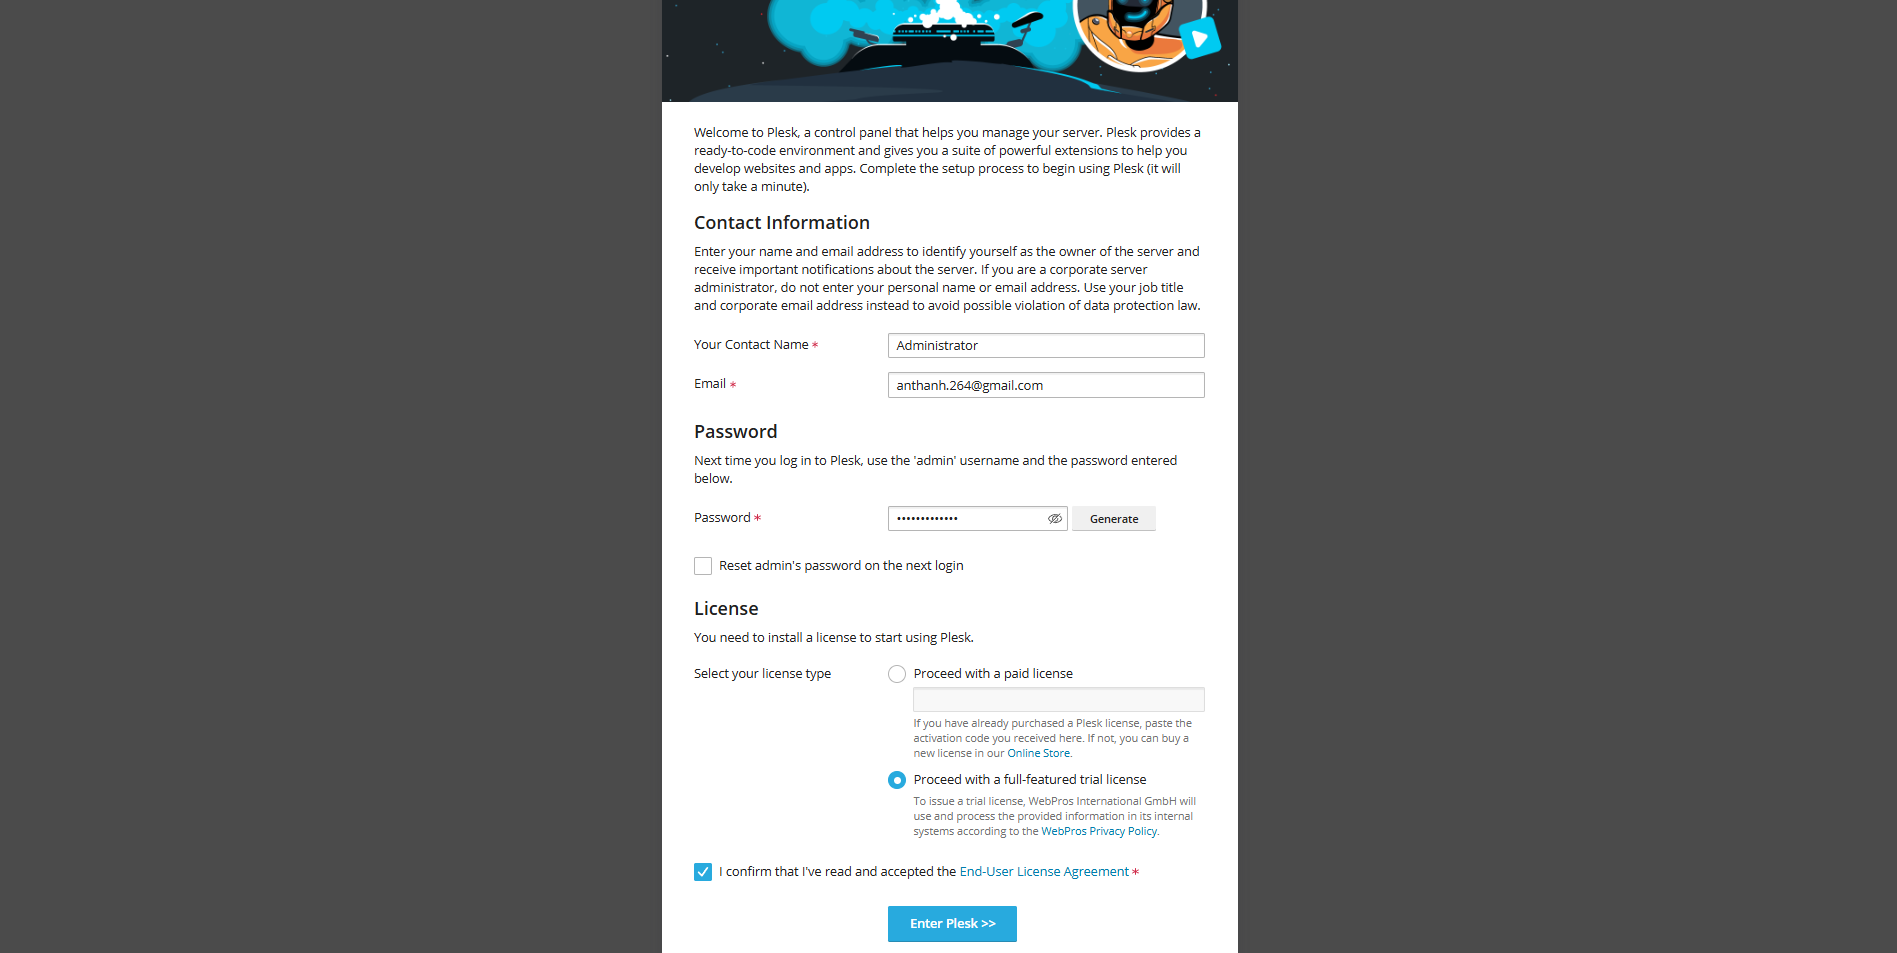 Welcome to Plesk, a control panel that helps you manage your server. Plesk provides a
ready-to-code environment and gives you a suite of powerful extensions to help you
develop websites and apps. Complete the setup process to begin using Plesk (it will
only take a minute).
Contact Information
Enter your name and email address to identify yourself as the owner of the server and
receive important notifications about the server. If you are a corporate server
administrator, do not enter your personal name or email address. Use your job title
and corporate email address instead to avoid possible violation of data protection law.
Your Contact Name *
Administrator
Email *
anthanh.264@gmail.com
Password
Next time you log in to Plesk, use the 'admin' username and the password entered
below.
Password *
•••••••••••••
Generate
Reset admin's password on the next login
License
You need to install a license to start using Plesk.
Select your license type
Proceed with a paid license
If you have already purchased a Plesk license, paste the
activation code you received here. If not, you can buy a
new license in our Online Store.
Proceed with a full-featured trial license
To issue a trial license, WebPros International GmbH will
use and process the provided information in its internal
systems according to the WebPros Privacy Policy.
I confirm that I've read and accepted the End-User License Agreement *
Enter Plesk >>